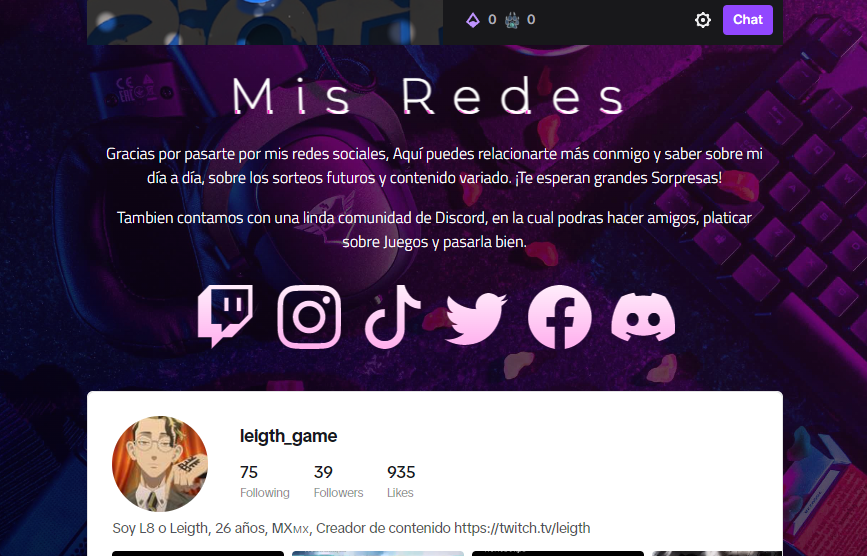 0 0 Chat
Mis Redes
Gracias por pasarte por mis redes sociales, Aquí puedes relacionarte más conmigo y saber sobre mi
día a día, sobre los sorteos futuros y contenido variado. ¡Te esperan grandes Sorpresas!
Tambien contamos con una linda comunidad de Discord, en la cual podras hacer amigos, platicar
sobre Juegos y pasarla bien.
leigth_game
75 39 935
Following Followers Likes
Soy L8 o Leigth, 26 años, MXMX, Creador de contenido https://twitch.tv/leigth